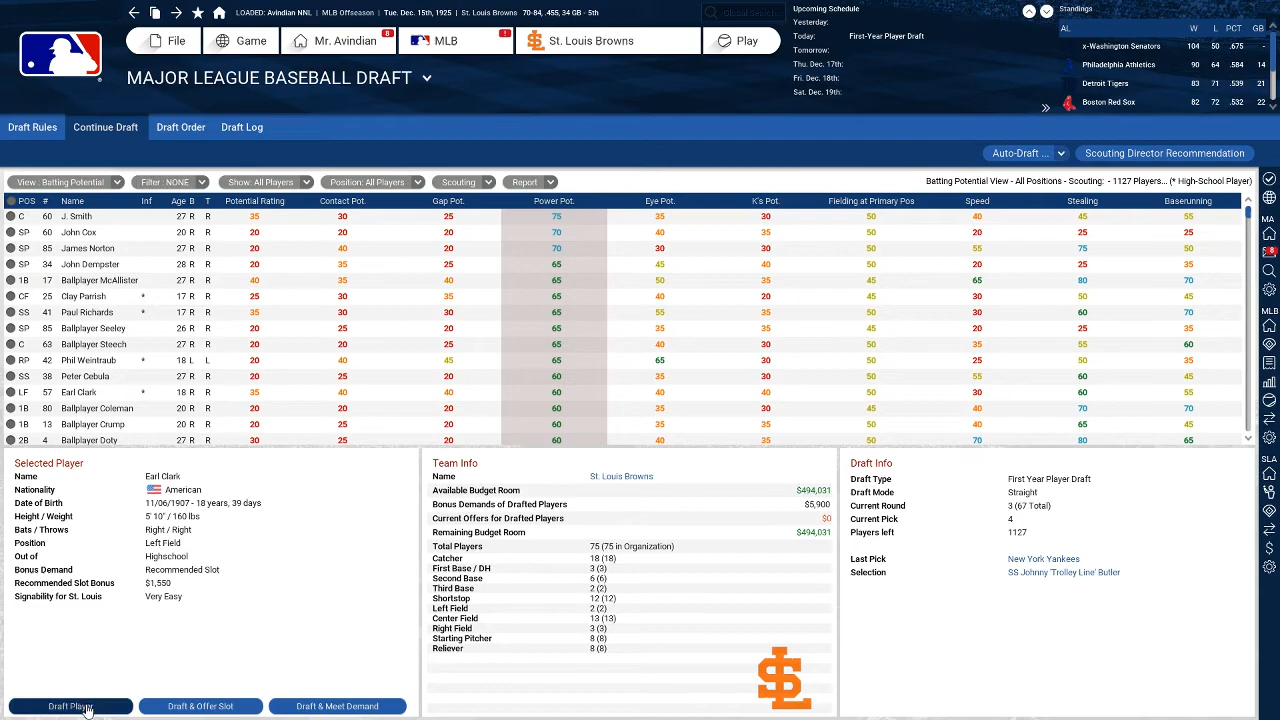 LOADED: Avindian NNL | MLB Offseason | Tue. Dec. 15th, 1925 | St. Louis Browns 70-84, .455, 34 GB - 5th
Global Search
File Game Mr. Avindian 8 MLB ! St. Louis Browns Play
MAJOR LEAGUE BASEBALL DRAFT
Upcoming Schedule
Yesterday:
Today: First-Year Player Draft
Tomorrow:
Thu. Dec. 17th:
Fri. Dec. 18th:
Sat. Dec. 19th:
Standings
AL W L PCT GB
x-Washington Senators 104 50 .675 -
Philadelphia Athletics 90 64 .584 14
Detroit Tigers 83 71 .539 21
Boston Red Sox 82 72 .532 22
Draft Rules Continue Draft Draft Order Draft Log
Auto-Draft ... Scouting Director Recommendation
View : Batting Potential Filter : NONE Show: All Players Position: All Players Scouting Report Batting Potential View - All Positions - Scouting: - 1127 Players... (* High-School Player)
POS # Name Inf Age B T Potential Rating Contact Pot. Gap Pot. Power Pot. Eye Pot. K's Pot. Fielding at Primary Pos Speed Stealing Baserunning
C 60 J. Smith 27 R R 35 30 25 75 35 30 50 40 45 55
SP 60 John Cox 20 R R 20 35 20 70 40 35 50 20 25 25
SP 85 James Norton 27 R R 20 40 20 70 30 30 50 55 75 50
SP 34 John Dempster 28 R R 20 35 20 65 45 40 50 20 25 35
1B 17 Ballplayer McAllister 27 R R 40 40 35 65 50 35 45 65 80 70
CF 25 Clay Parrish * 17 R R 25 30 35 65 40 20 40 30 50 45
SS 41 Paul Richards * 17 R R 35 30 30 65 55 35 50 30 60 70
SP 85 Ballplayer Seeley 26 R R 20 25 20 65 35 35 45 20 25 35
C 63 Ballplayer Steech 27 R R 20 30 20 65 40 30 50 35 55 60
RP 42 Phil Weintraub * 18 L L 20 40 45 65 65 30 50 25 50 35
SS 38 Peter Cebula 27 R R 20 25 20 60 35 30 50 55 60 45
LF 57 Earl Clark * 18 R R 35 40 40 60 40 40 50 30 60 55
1B 80 Ballplayer Coleman 20 R R 20 25 20 60 35 30 45 40 70 70
1B 13 Ballplayer Crump 20 R R 20 25 20 60 30 35 45 40 65 45
2B 4 Ballplayer Doty 27 R R 30 25 20 60 40 35 50 70 80 65
Selected Player
Name Earl Clark
Nationality American
Date of Birth 11/06/1907 - 18 years, 39 days
Height / Weight 5' 10" / 160 lbs
Bats / Throws Right / Right
Position Left Field
Out of Highschool
Bonus Demand Recommended Slot
Recommended Slot Bonus $1,550
Signability for St. Louis Very Easy
Draft Player Draft & Offer Slot Draft & Meet Demand
Team Info
Name St. Louis Browns
Available Budget Room $494,031
Bonus Demands of Drafted Players $5,900
Current Offers for Drafted Players $0
Remaining Budget Room $494,031
Total Players 75 (75 in Organization)
Catcher 18 (18)
First Base / DH 3 (3)
Second Base 6 (6)
Third Base 2 (2)
Shortstop 12 (12)
Left Field 2 (2)
Center Field 13 (13)
Right Field 3 (3)
Starting Pitcher 8 (8)
Reliever 8 (8)
Draft Info
Draft Type First Year Player Draft
Draft Mode Straight
Current Round 3 (67 Total)
Current Pick 4
Players left 1127
Last Pick New York Yankees
Selection SS Johnny 'Trolley Line' Butler
MA
8
MLB
SLA